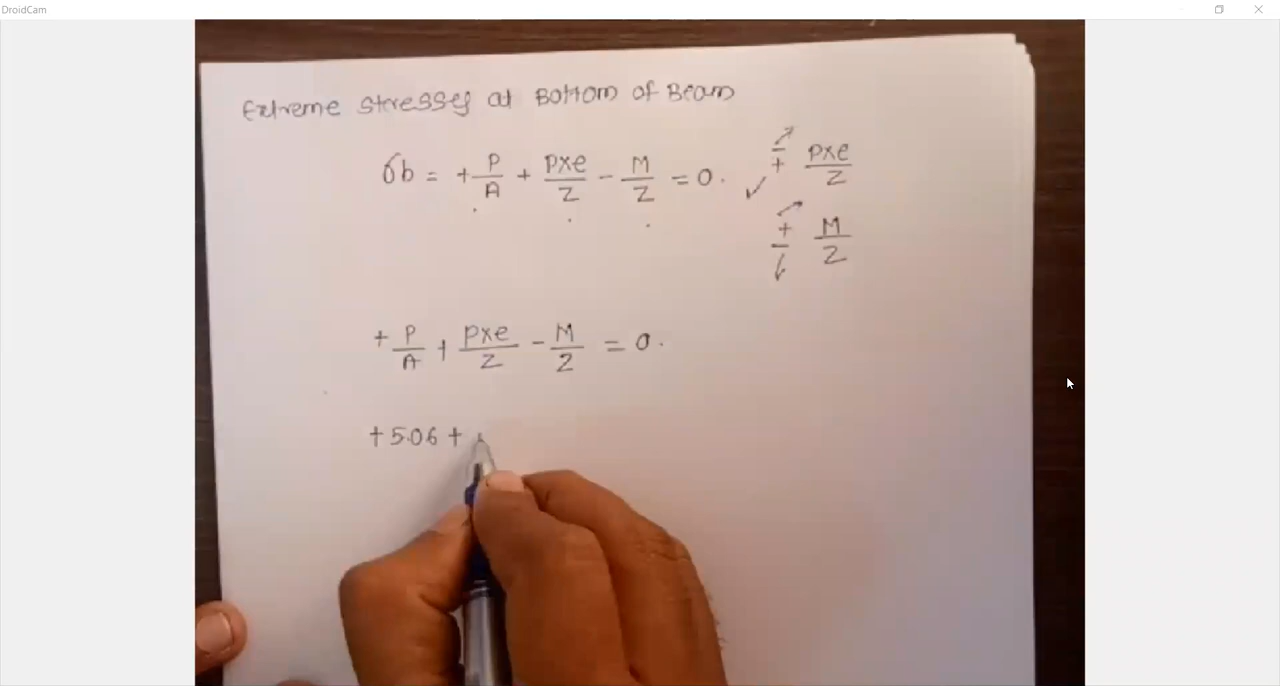 DroidCam
Extreme stresses at Bottom of Beam
σb = + P/A + Pxe/Z - M/Z = 0.
-+ Pxe/Z
+- M/Z
+ P/A + Pxe/Z - M/Z = 0.
+ 5.06 +